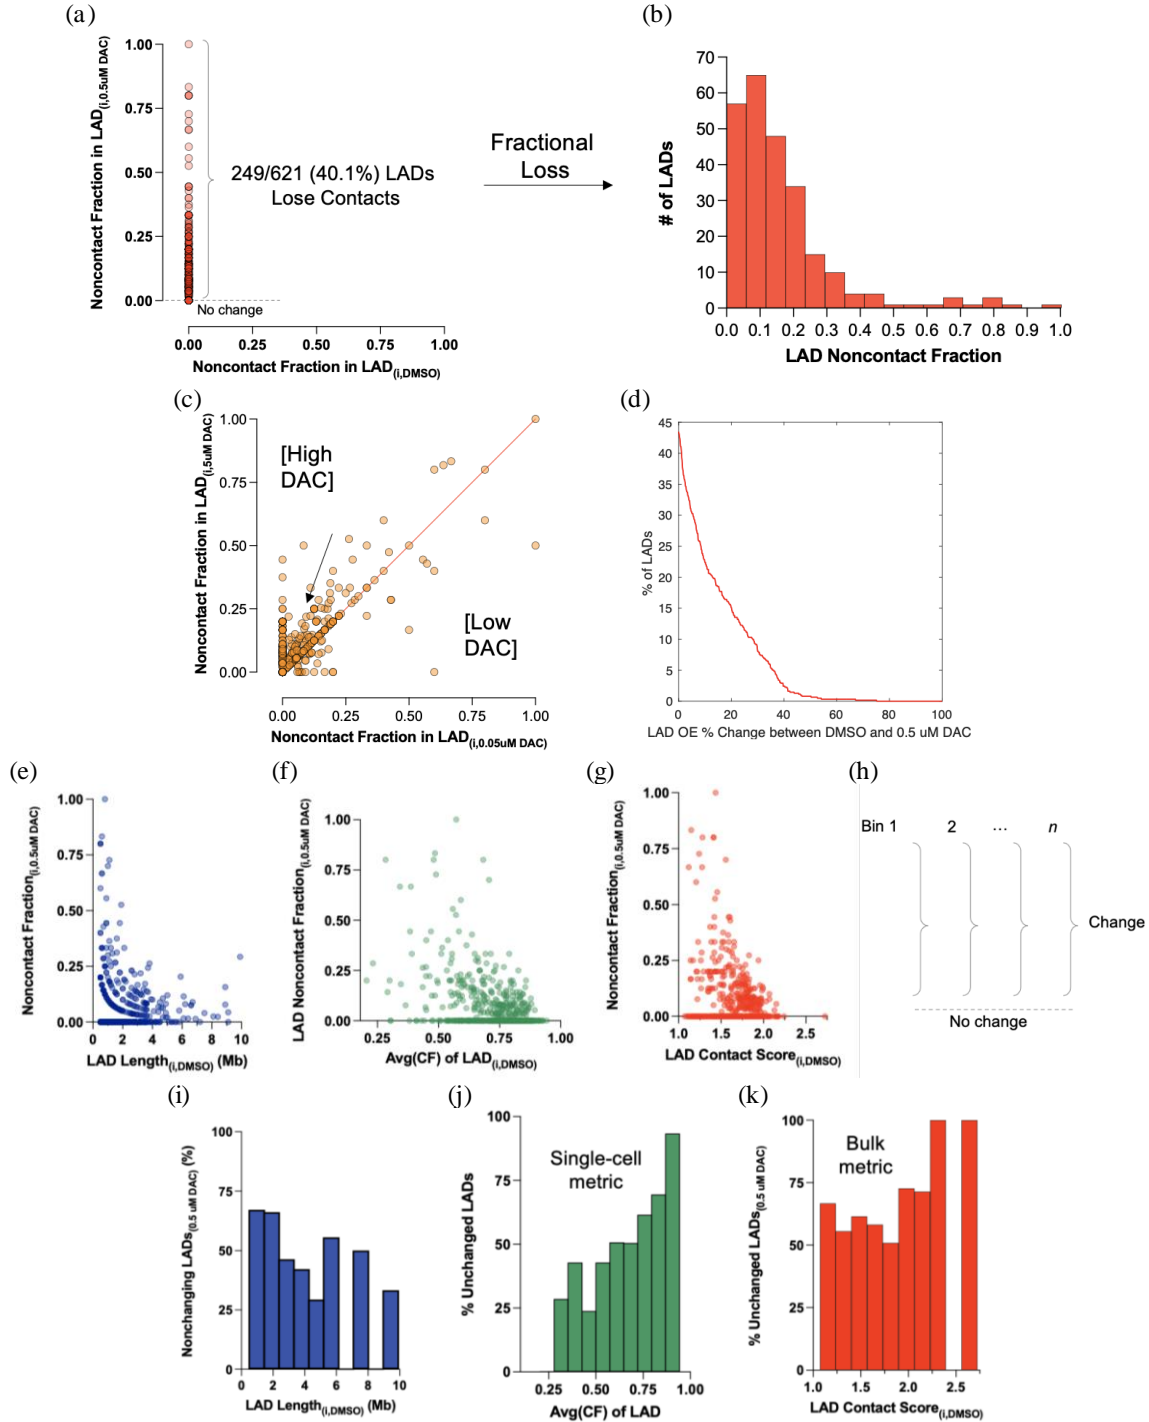 (a)
Noncontact Fraction in LAD(i,0.5uM DAC)
1.00
0.75
0.50
0.25
0.00
249/621 (40.1%) LADs
Lose Contacts
No change
0.00 0.25 0.50 0.75 1.00
Noncontact Fraction in LAD(i,DMSO)
Fractional
Loss
(b)
# of LADs
70
60
50
40
30
20
10
0
0.0 0.1 0.2 0.3 0.4 0.5 0.6 0.7 0.8 0.9 1.0
LAD Noncontact Fraction
(c)
Noncontact Fraction in LAD(i,5uM DAC)
1.00
0.75
0.50
0.25
0.00
[High
DAC]
[Low
DAC]
0.00 0.25 0.50 0.75 1.00
Noncontact Fraction in LAD(i,0.05uM DAC)
(d)
% of LADs
45
40
35
30
25
20
15
10
5
0
0 20 40 60 80 100
LAD OE % Change between DMSO and 0.5 uM DAC
(e)
Noncontact Fraction(i,0.5uM DAC)
1.00
0.75
0.50
0.25
0.00
0 2 4 6 8 10
LAD Length(i,DMSO) (Mb)
(f)
LAD Noncontact Fraction(i,0.5uM DAC)
1.00
0.75
0.50
0.25
0.00
0.25 0.50 0.75 1.00
Avg(CF) of LAD(i,DMSO)
(g)
Noncontact Fraction(i,0.5uM DAC)
1.00
0.75
0.50
0.25
0.00
1.0 1.5 2.0 2.5
LAD Contact Score(i,DMSO)
(h)
Bin 1 2 ... n
Change
No change
(i)
Nonchanging LADs(0.5 uM DAC) (%)
100
75
50
25
0
0 2 4 6 8 10
LAD Length(i,DMSO) (Mb)
(j)
% Unchanged LADs
100
75
50
25
0
Single-cell
metric
0.25 0.50 0.75 1.00
Avg(CF) of LAD
(k)
% Unchanged LADs(0.5 uM DAC)
100
75
50
25
0
Bulk
metric
1.0 1.5 2.0 2.5
LAD Contact Score(i,DMSO)